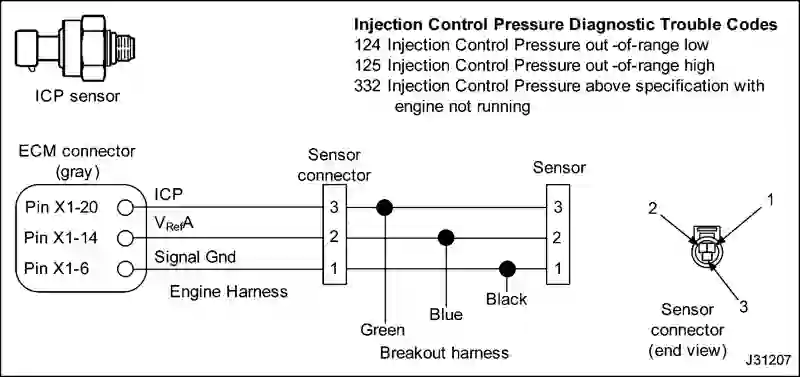 Injection Control Pressure Diagnostic Trouble Codes
124 Injection Control Pressure out -of-range low
125 Injection Control Pressure out -of-range high
332 Injection Control Pressure above specification with
engine not running
ICP sensor
ECM connector
(gray)
Sensor
connector
Sensor
Pin X1-20
ICP
3
3
Pin X1-14
VRefA
2
2
Pin X1-6
Signal Gnd
1
1
Engine Harness
Green
Blue
Black
Breakout harness
2
1
3
Sensor
connector
(end view)
J31207